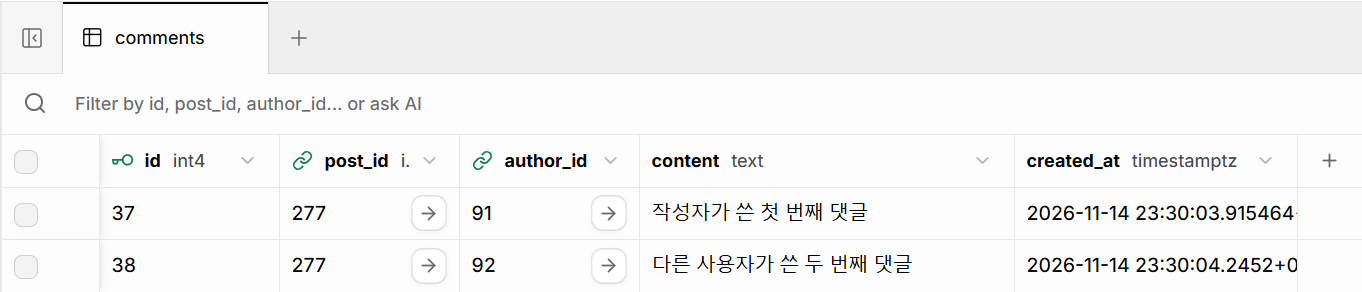 comments
Filter by id, post_id, author_id... or ask AI
id int4 post_id i. author_id content text created_at timestamptz
37 277 91 작성자가 쓴 첫 번째 댓글 2026-11-14 23:30:03.915464
38 277 92 다른 사용자가 쓴 두 번째 댓글 2026-11-14 23:30:04.2452+0